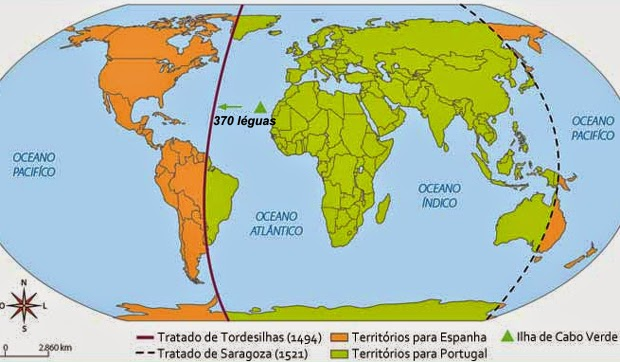 370 léguas
OCEANO
PACIFÍCO
OCEANO
ATLÂNTICO
OCEANO
ÍNDICO
OCEANO
PACÍFICO
N
O
L
S
0
2.860 km
Tratado de Tordesilhas (1494)
Territórios para Espanha
Ilha de Cabo Verde
Tratado de Saragoza (1521)
Territórios para Portugal